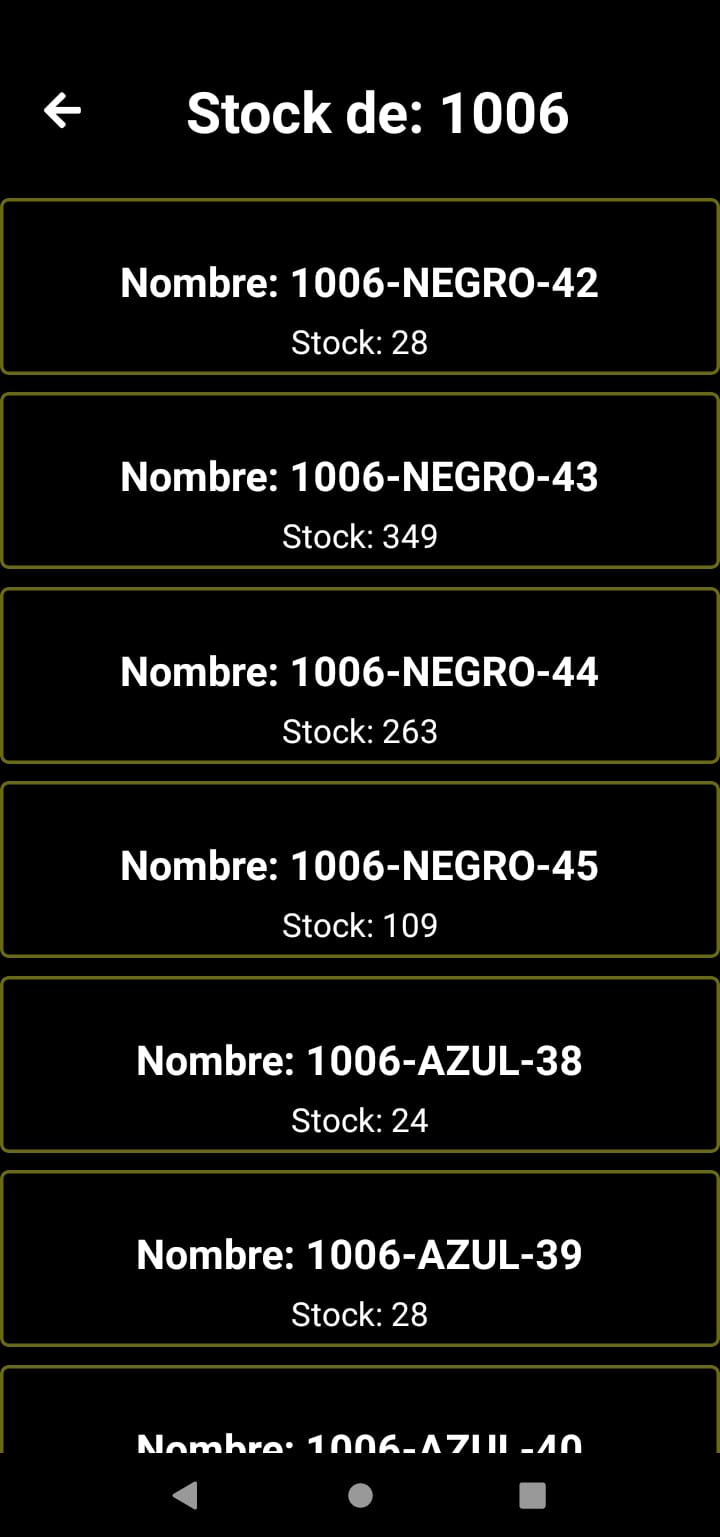 Stock de: 1006
Nombre: 1006-NEGRO-42
Stock: 28
Nombre: 1006-NEGRO-43
Stock: 349
Nombre: 1006-NEGRO-44
Stock: 263
Nombre: 1006-NEGRO-45
Stock: 109
Nombre: 1006-AZUL-38
Stock: 24
Nombre: 1006-AZUL-39
Stock: 28
Nombre: 1006-AZUL-40